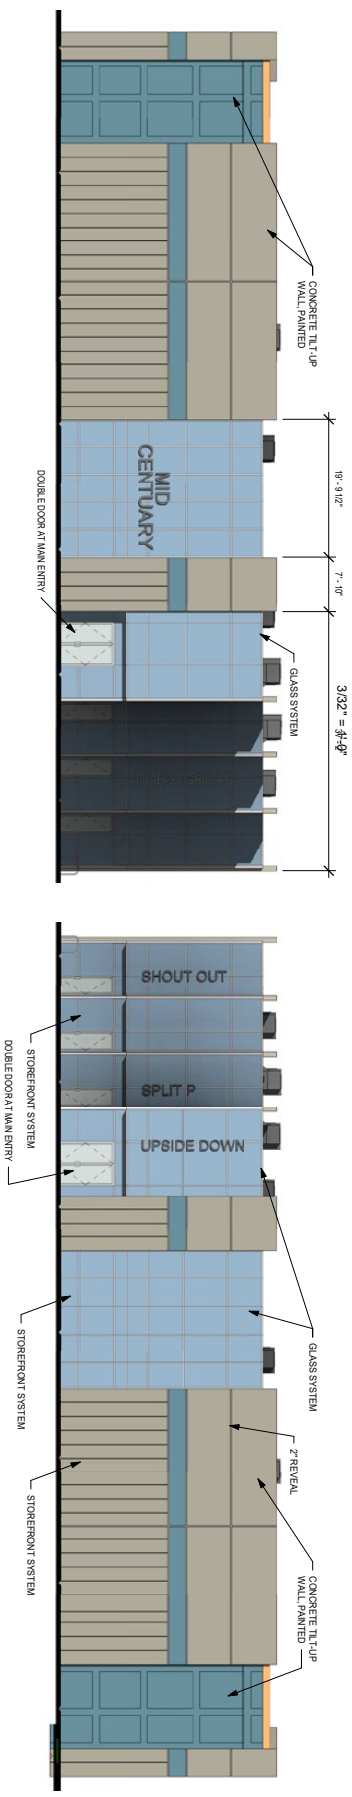 CONCRETE TILT-UP
WALL, PAINTED
19' - 9 1/2"
MID
CENTUARY
DOUBLE DOOR AT MAIN ENTRY
7' - 10"
GLASS SYSTEM
3/32" = 1'-0"
SHOUT OUT
STOREFRONT SYSTEM
SPLIT P
DOUBLE DOOR AT MAIN ENTRY
UPSIDE DOWN
GLASS SYSTEM
STOREFRONT SYSTEM
2" REVEAL
STOREFRONT SYSTEM
CONCRETE TILT-UP
WALL, PAINTED